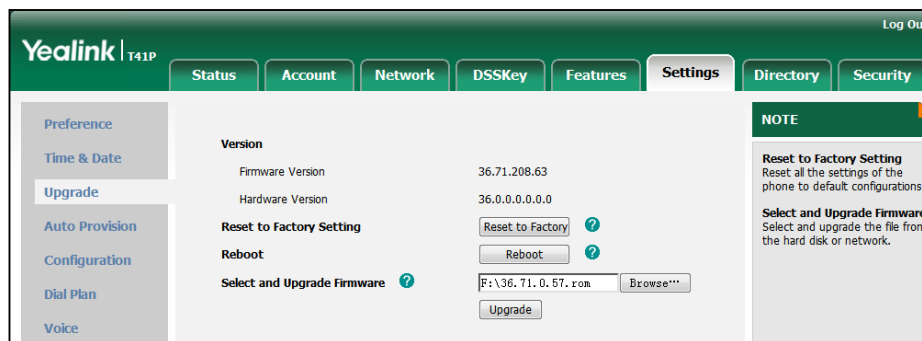 Log Ou
Yealink T41P
Status Account Network DSSKey Features Settings Directory Security
Preference
Time & Date
Upgrade
Auto Provision
Configuration
Dial Plan
Voice
Version
Firmware Version 36.71.208.63
Hardware Version 36.0.0.0.0.0.0
Reset to Factory Setting Reset to Factory ?
Reboot Reboot ?
Select and Upgrade Firmware ? F:\36.71.0.57.rom Browse...
Upgrade
NOTE
Reset to Factory Setting
Reset all the settings of the
phone to default configurations
Select and Upgrade Firmware
Select and upgrade the file from
the hard disk or network.